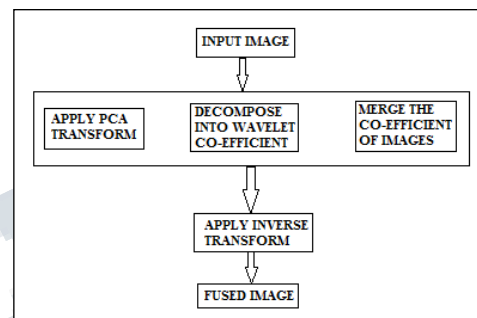 INPUT IMAGE
APPLY PCA
TRANSFORM
DECOMPOSE
INTO WAVELET
CO-EFFICIENT
MERGE THE
CO-EFFICIENT
OF IMAGES
APPLY INVERSE
TRANSFORM
FUSED IMAGE